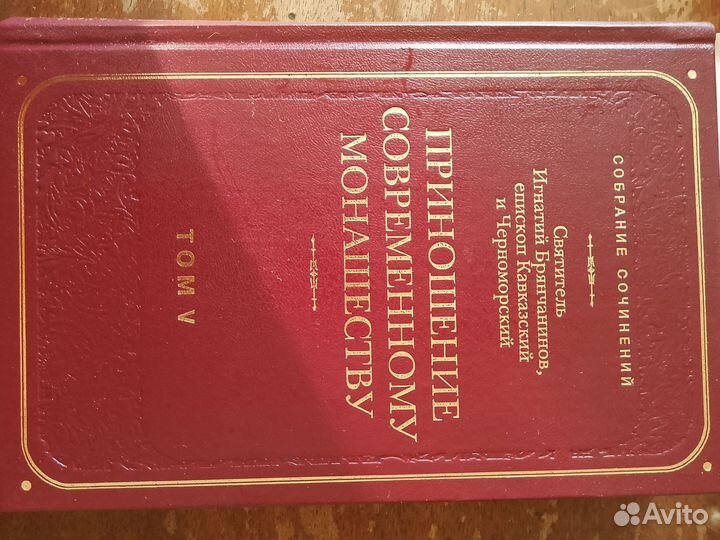 СОБРАНИЕ СОЧИНЕНИЙ
Святитель
Игнатий Брянчанинов,
епископ Кавказский
и Черноморский
ПРИНОШЕНИЕ
СОВРЕМЕННОМУ
МОНАШЕСТВУ
ТОМ V
Avito